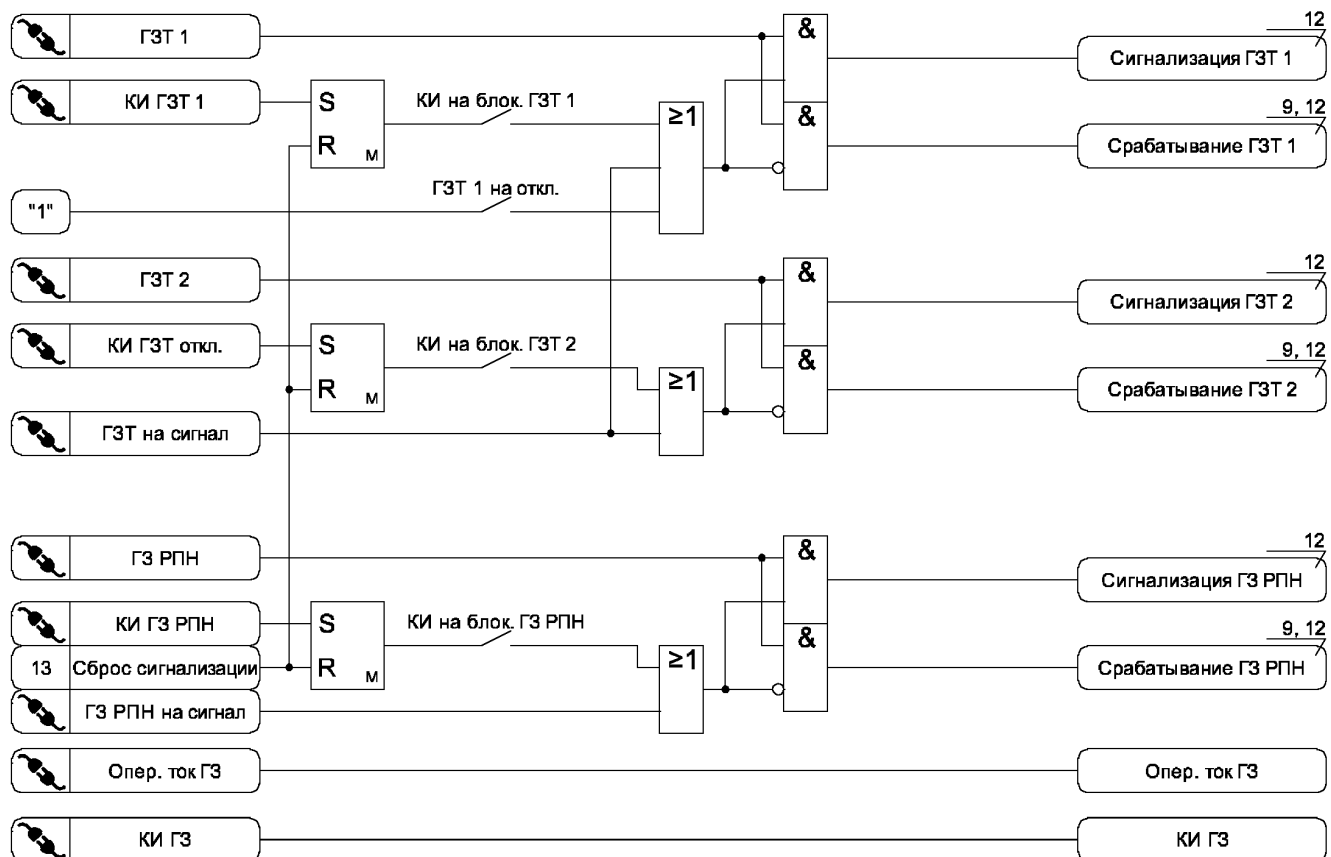 ГЗТ 1
&
12
Сигнализация ГЗТ 1
КИ ГЗТ 1
S
R
M
КИ на блок. ГЗТ 1
≥1
&
9, 12
Срабатывание ГЗТ 1
"1"
ГЗТ 1 на откл.
ГЗТ 2
&
12
Сигнализация ГЗТ 2
КИ ГЗТ откл.
S
R
M
КИ на блок. ГЗТ 2
≥1
&
9, 12
Срабатывание ГЗТ 2
ГЗТ на сигнал
ГЗ РПН
&
12
Сигнализация ГЗ РПН
КИ ГЗ РПН
S
R
M
КИ на блок. ГЗ РПН
≥1
&
9, 12
Срабатывание ГЗ РПН
13 Сброс сигнализации
ГЗ РПН на сигнал
Опер. ток ГЗ
Опер. ток ГЗ
КИ ГЗ
КИ ГЗ